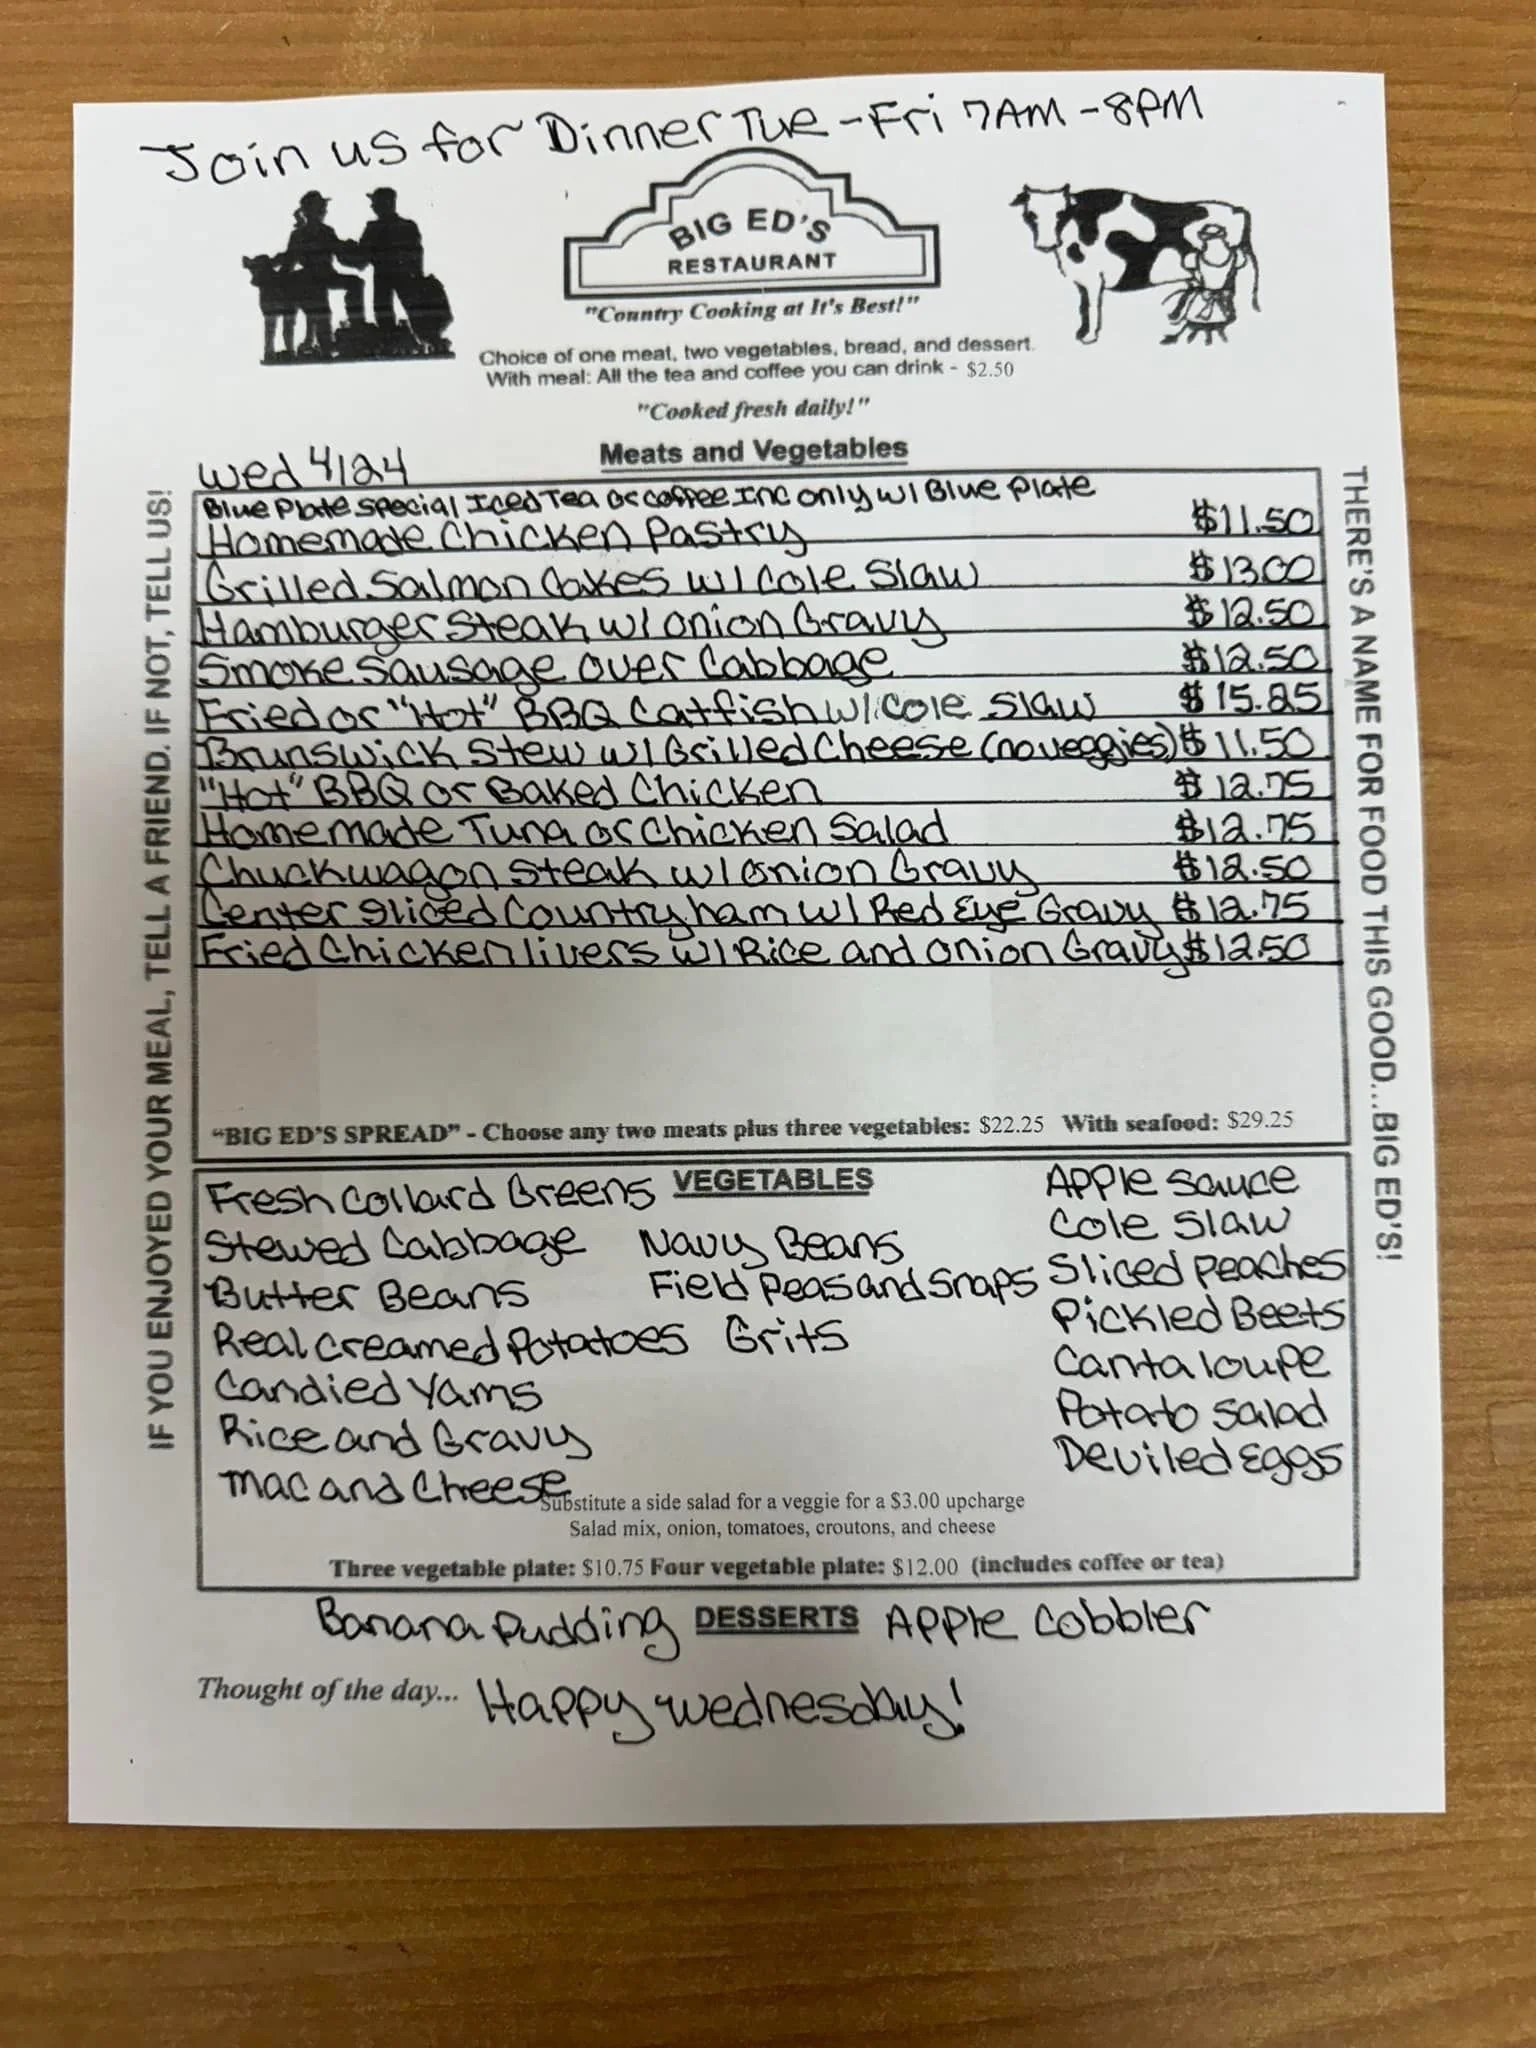 Join us for Dinner Tue - Fri 7AM - 8PM
BIG ED'S
RESTAURANT
"Country Cooking at It's Best!"
Choice of one meat, two vegetables, bread, and dessert.
With meal: All the tea and coffee you can drink - $2.50
"Cooked fresh daily!"
Meats and Vegetables
Wed 4/24
IF YOU ENJOYED YOUR MEAL, TELL A FRIEND. IF NOT, TELL US!
THERE'S A NAME FOR FOOD THIS GOOD...BIG ED'S!
Blue Plate Special Iced Tea or coffee Inc only w/ Blue Plate
Homemade Chicken Pastry $11.50
Grilled Salmon Cakes w/ Cole Slaw $13.00
Hamburger Steak w/ onion Gravy $12.50
Smoke Sausage over Cabbage $12.50
Fried or "Hot" BBQ Catfish w/ cole Slaw $15.25
Brunswick Stew w/ Grilled Cheese (no veggies) $11.50
"Hot" BBQ or Baked Chicken $12.75
Homemade Tuna or Chicken Salad $12.75
Chuckwagon Steak w/ Onion Gravy $12.50
Center Sliced Country ham w/ Red Eye Gravy $12.75
Fried Chicken livers w/ Rice and Onion Gravy $12.50
"BIG ED'S SPREAD" - Choose any two meats plus three vegetables: $22.25 With seafood: $29.25
VEGETABLES
Fresh Collard Greens
Stewed Cabbage
Butter Beans
Real Creamed Potatoes
Candied Yams
Rice and Gravy
Mac and Cheese
Navy Beans
Field Peas and Snaps
Grits
Apple Sauce
Cole Slaw
Sliced Peaches
Pickled Beets
Cantaloupe
Potato Salad
Deviled Eggs
Substitute a side salad for a veggie for a $3.00 upcharge
Salad mix, onion, tomatoes, croutons, and cheese
Three vegetable plate: $10.75 Four vegetable plate: $12.00 (includes coffee or tea)
Banana Pudding DESSERTS Apple Cobbler
Thought of the day... Happy Wednesday!